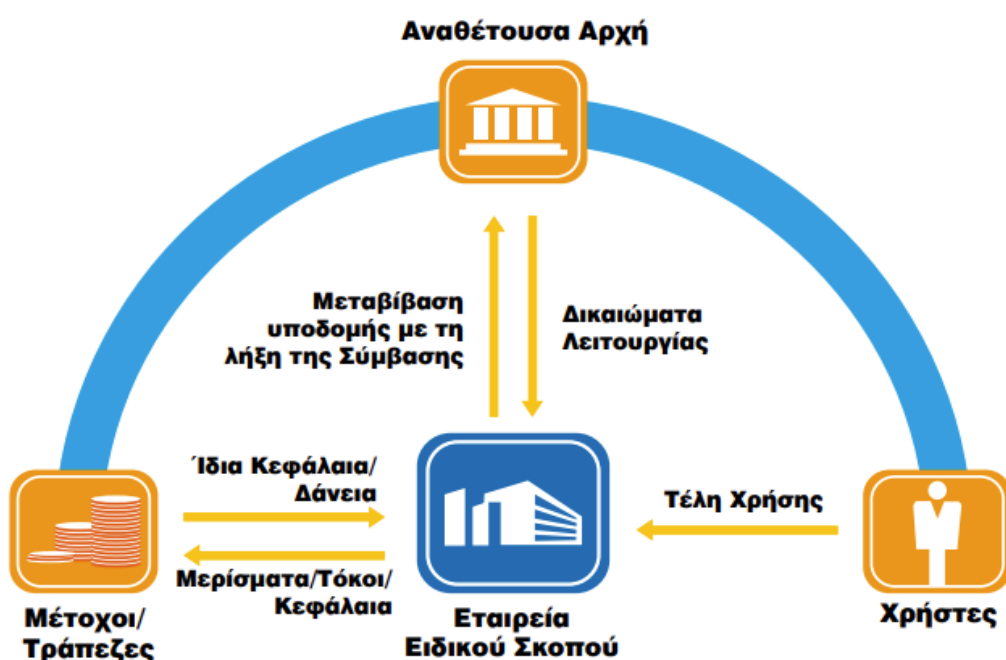 Αναθέτουσα Αρχή
Μεταβίβαση
υποδομής με τη
λήξη της Σύμβασης
Δικαιώματα
Λειτουργίας
Ίδια Κεφάλαια/
Δάνεια
Τέλη Χρήσης
Μερίσματα/Τόκοι/
Κεφάλαια
Μέτοχοι/
Τράπεζες
Εταιρεία
Ειδικού Σκοπού
Χρήστες